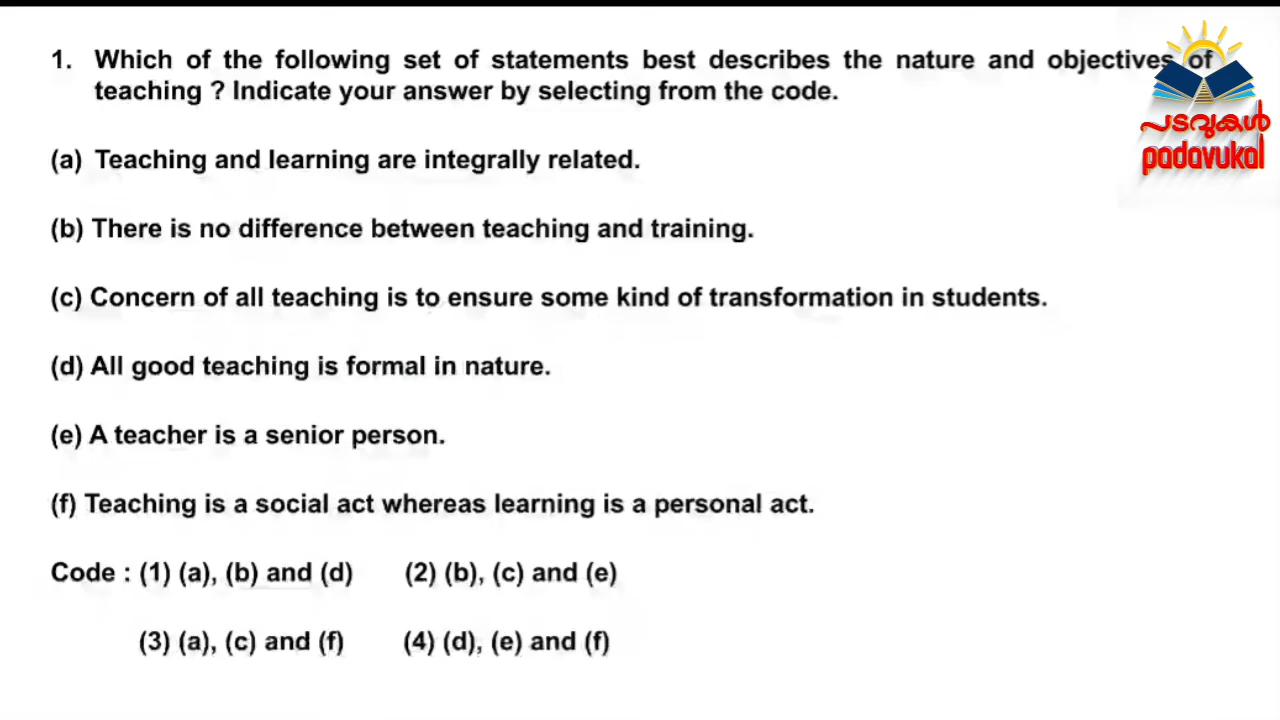 1. Which of the following set of statements best describes the nature and objectives of
teaching ? Indicate your answer by selecting from the code.
പടവുകൾ
padavukal
(a) Teaching and learning are integrally related.
(b) There is no difference between teaching and training.
(c) Concern of all teaching is to ensure some kind of transformation in students.
(d) All good teaching is formal in nature.
(e) A teacher is a senior person.
(f) Teaching is a social act whereas learning is a personal act.
Code : (1) (a), (b) and (d) (2) (b), (c) and (e)
(3) (a), (c) and (f) (4) (d), (e) and (f)